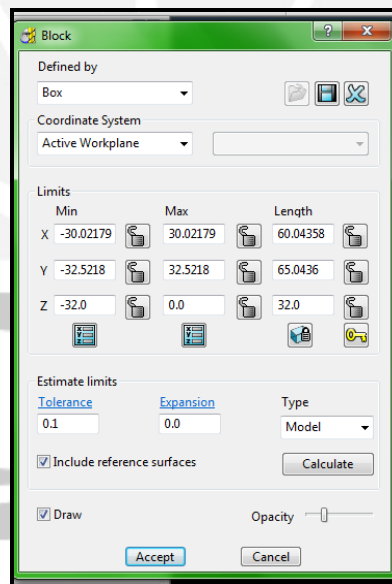 Block
Defined by
Box
Coordinate System
Active Workplane
Limits
Min Max Length
X -30.02179 30.02179 60.04358
Y -32.5218 32.5218 65.0436
Z -32.0 0.0 32.0
Estimate limits
Tolerance Expansion Type
0.1 0.0 Model
Include reference surfaces Calculate
Draw Opacity
Accept Cancel